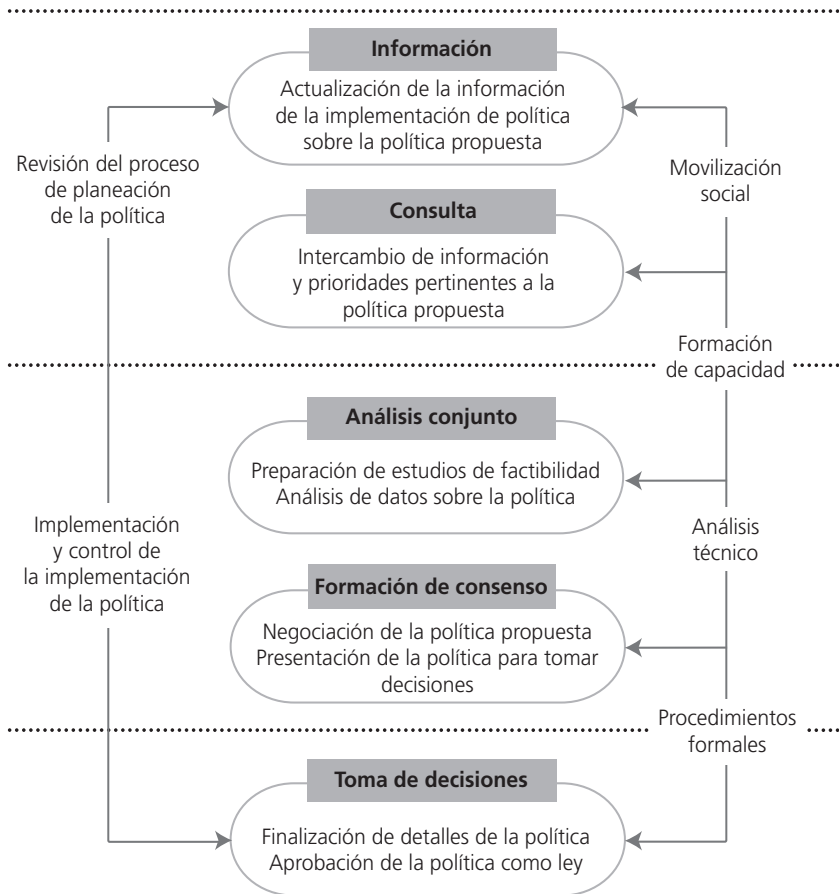 Información
Actualización de la información
de la implementación de política
sobre la política propuesta
Revisión del proceso
de planeación
de la política
Movilización
social
Consulta
Intercambio de información
y prioridades pertinentes a la
política propuesta
Formación
de capacidad
Análisis conjunto
Preparación de estudios de factibilidad
Análisis de datos sobre la política
Implementación
y control de
la implementación
de la política
Análisis
técnico
Formación de consenso
Negociación de la política propuesta
Presentación de la política para tomar
decisiones
Procedimientos
formales
Toma de decisiones
Finalización de detalles de la política
Aprobación de la política como ley